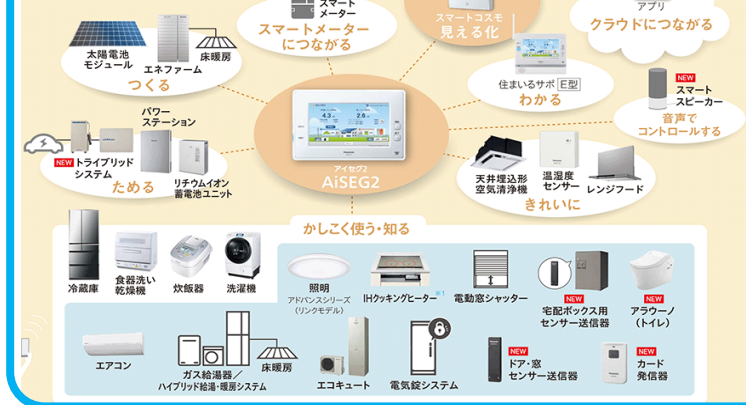 スマート
メーター
スマートメーター
につながる
スマートコスモ
見える化
アプリ
クラウドにつながる
太陽電池
モジュール
エネファーム
床暖房
つくる
住まいるサポ E型
わかる
NEW
スマート
スピーカー
音声で
コントロールする
パワー
ステーション
NEW トライブリッド
システム
リチウムイオン
蓄電池ユニット
ためる
アイセグ2
AiSEG2
天井埋込形
空気清浄機
温湿度
センサー
レンジフード
きれいに
かしこく使う・知る
冷蔵庫
食器洗い
乾燥機
炊飯器
洗濯機
照明
アドバンスシリーズ
(リンクモデル)
IHクッキングヒーター ※1
電動窓シャッター
NEW
宅配ボックス用
センサー送信器
NEW
アラウーノ
(トイレ)
エアコン
ガス給湯器/
ハイブリッド給湯・暖房システム
床暖房
エコキュート
電気錠システム
NEW
ドア・窓
センサー送信器
NEW
カード
発信器